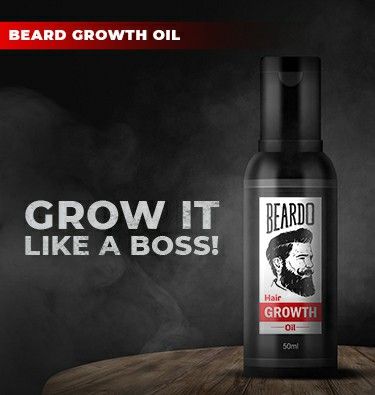 BEARD GROWTH OIL
GROW IT
LIKE A BOSS!
BEARDO
Hair
GROWTH
Oil
50ml